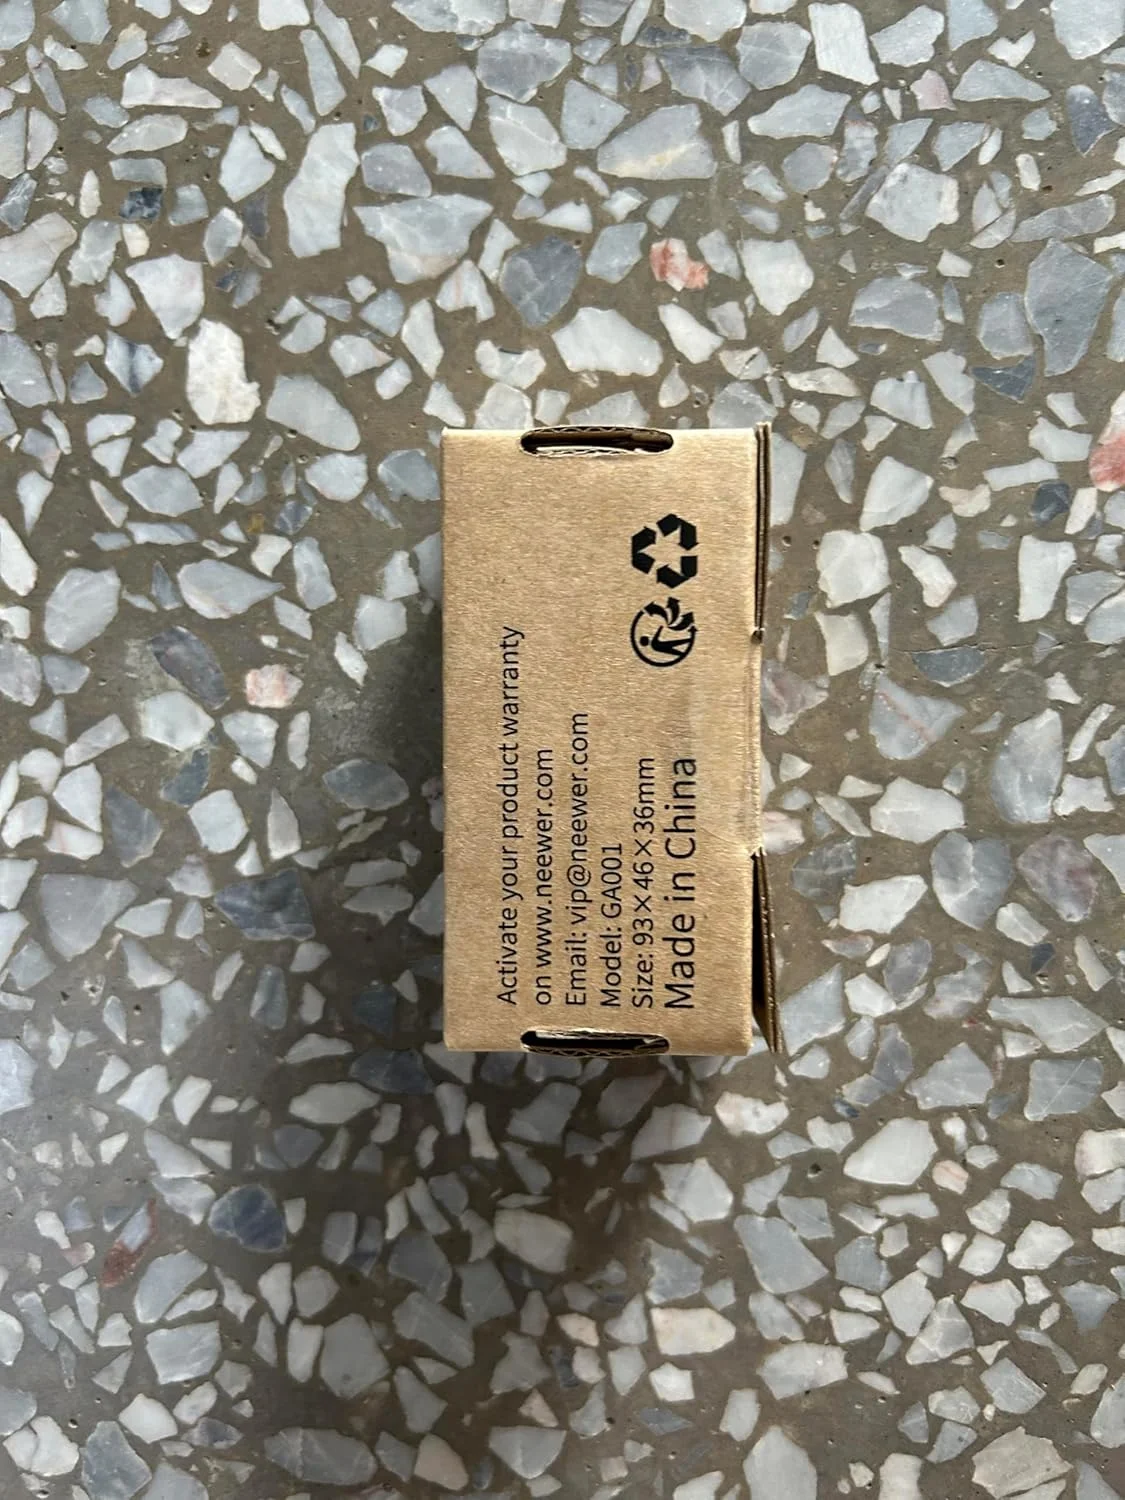 Activate your product warranty
on www.neewer.com
Email: vip@neewer.com
Model: GA001
Size: 93×46×36mm
Made in China